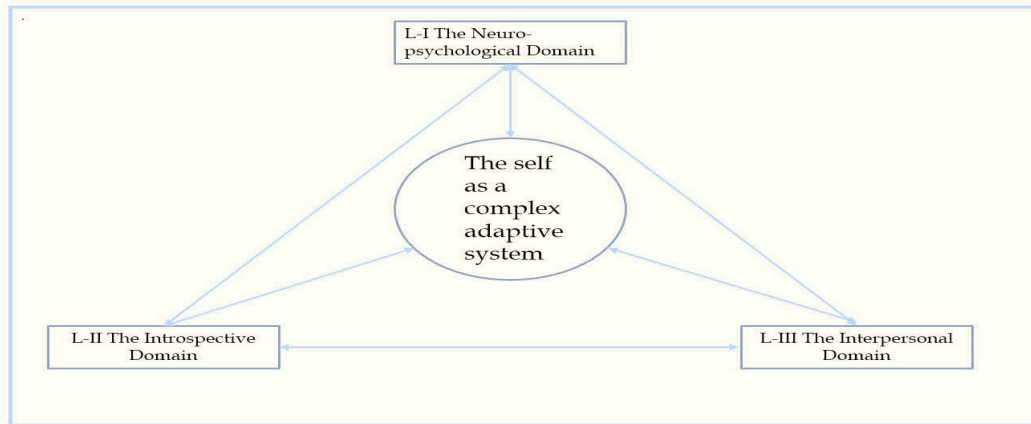 L-I The Neuro-
psychological Domain
The self
as a
complex
adaptive
system
L-II The Introspective
Domain
L-III The Interpersonal
Domain